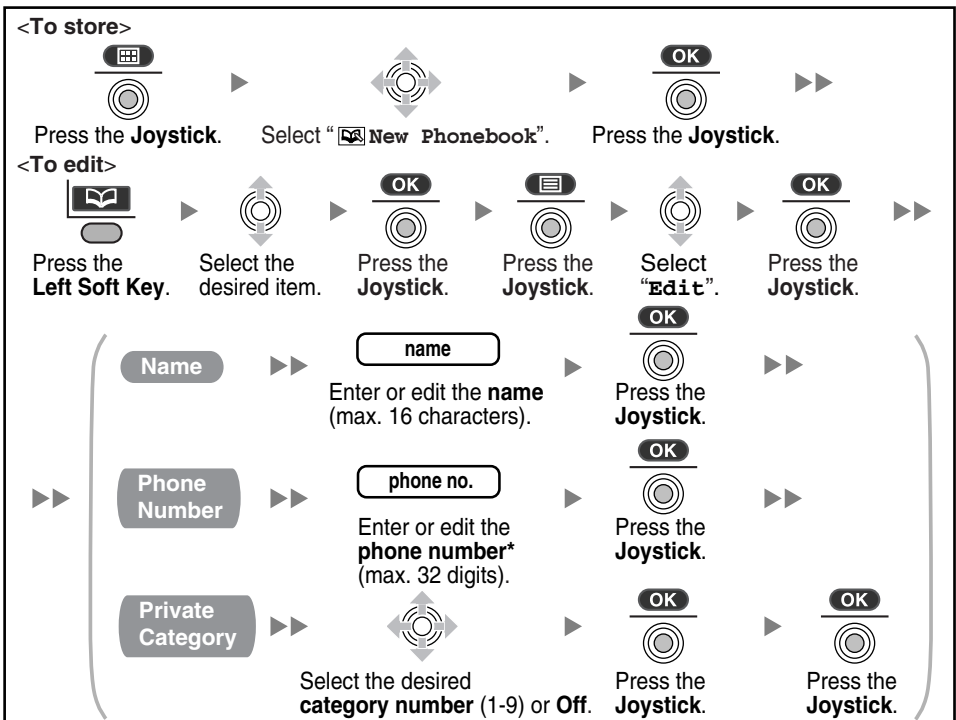 <To store>
OK
Press the Joystick. Select “ New Phonebook”. Press the Joystick.
<To edit>
OK OK
Press the Left Soft Key. Select the desired item. Press the Joystick. Press the Joystick. Select “Edit”. Press the Joystick.
Name name OK
Enter or edit the name (max. 16 characters). Press the Joystick.
Phone Number phone no. OK
Enter or edit the phone number* (max. 32 digits). Press the Joystick.
Private Category OK OK
Select the desired category number (1-9) or Off. Press the Joystick. Press the Joystick.